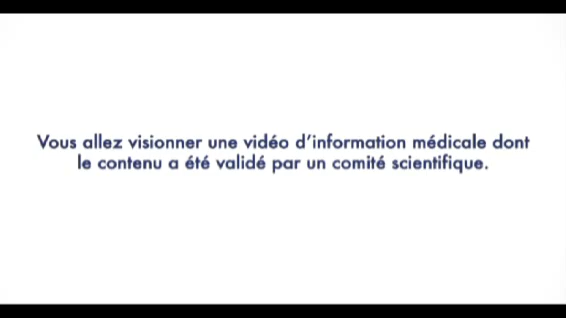 Vous allez visionner une vidéo d'information médicale dont
le contenu a été validé par un comité scientifique.